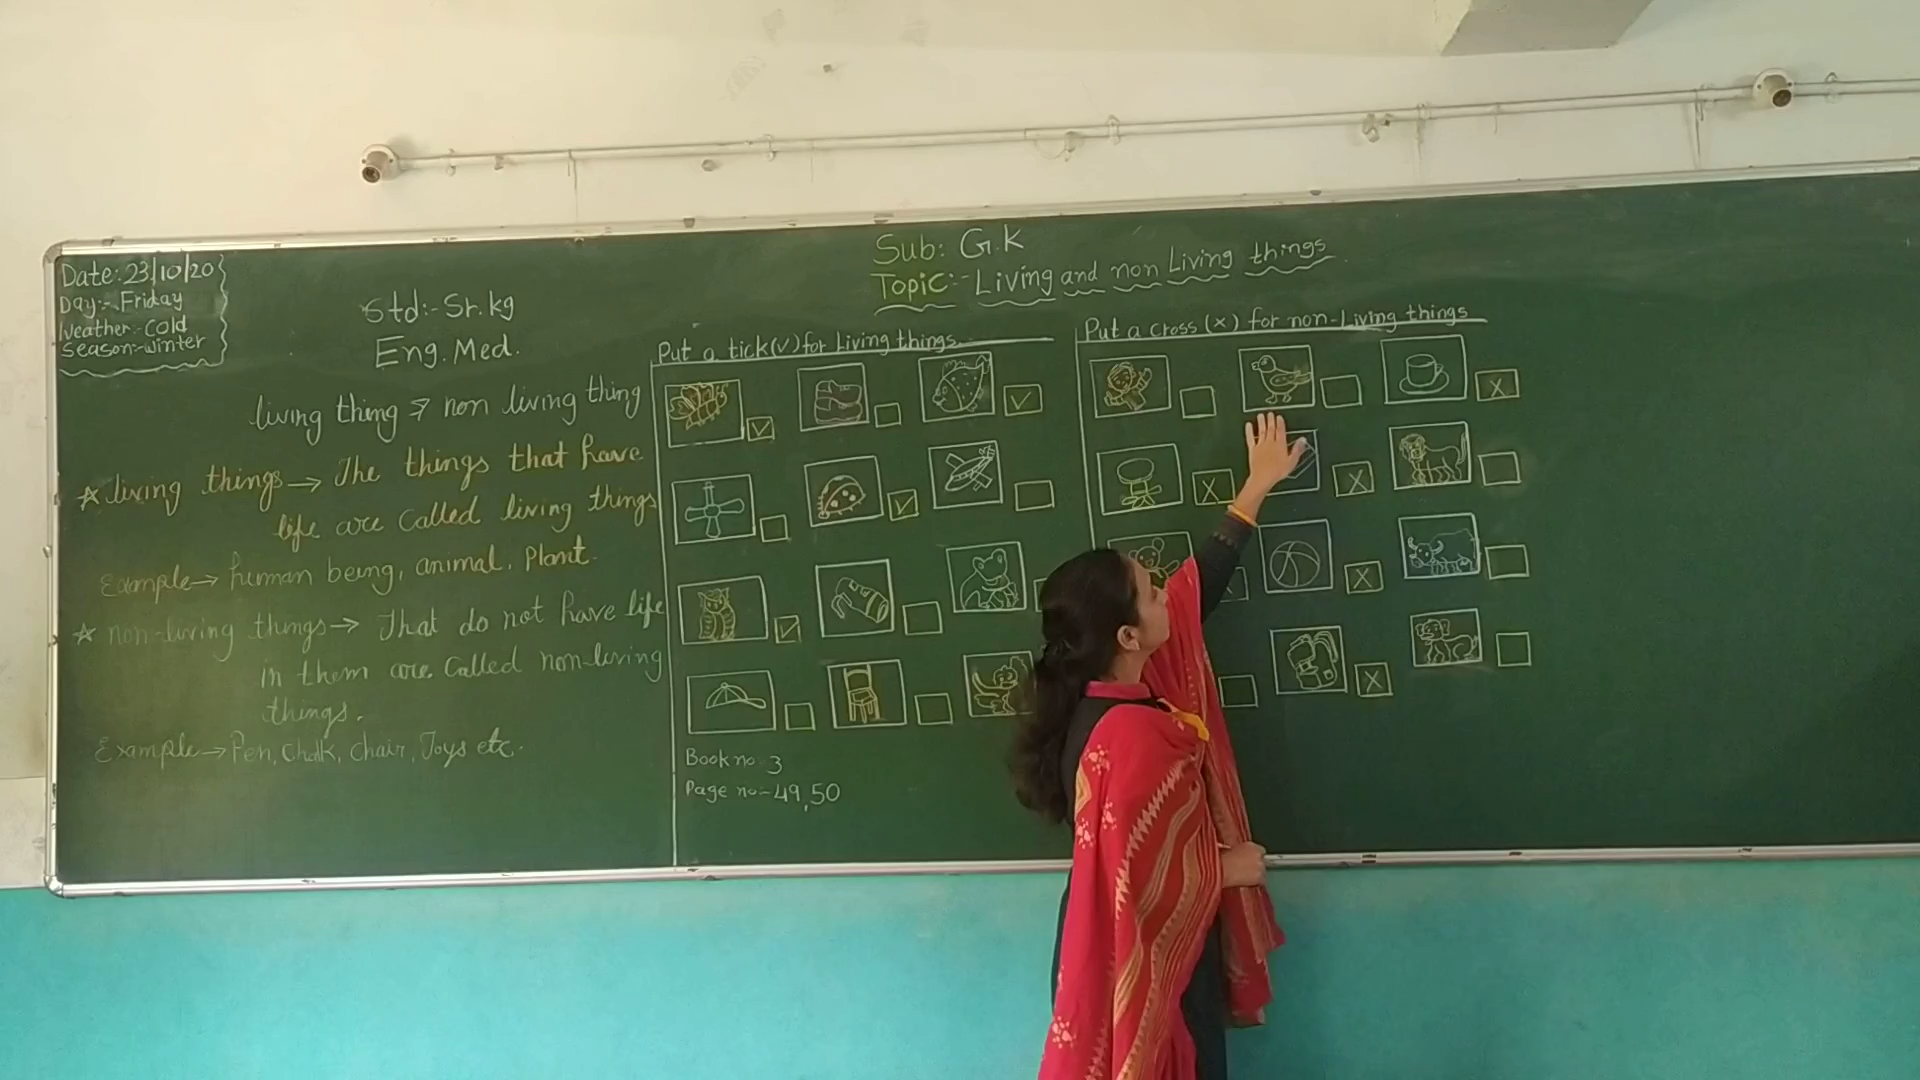 Sub: G.K
Topic:- Living and non Living things
Date: 23/10/20
Day:- Friday
Weather:- cold
Season:- winter
Std:- Sr.kg
Eng. Med.
living thing & non living thing
☆ living things → The things that have
life are called living things
Example → human being, animal, Plant.
☆ non-living things → That do not have life
in them are called non-living
things.
Example → Pen, chalk, chair, Toys etc.
Put a tick (√) for Living things
Book no:- 3
Page no:- 49, 50
Put a cross (x) for non-Living things